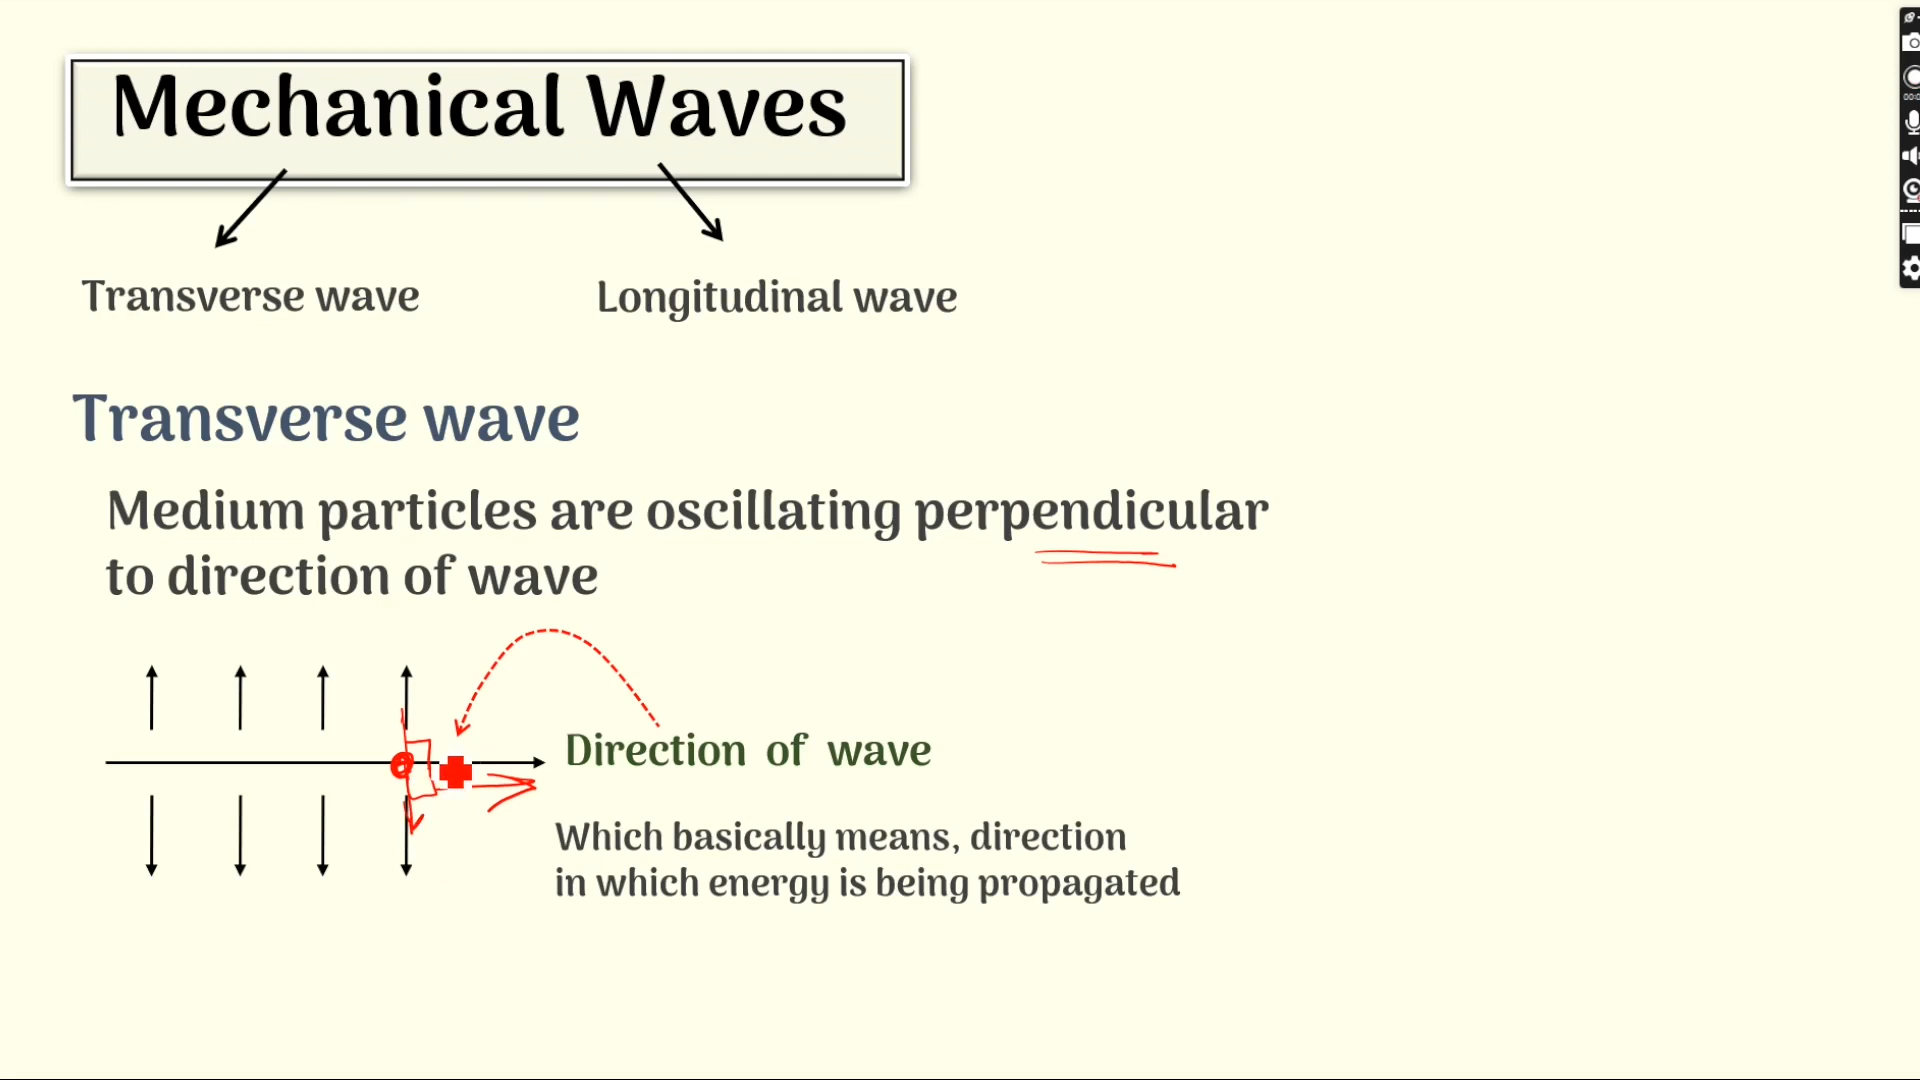 Mechanical Waves
Transverse wave
Longitudinal wave
Transverse wave
Medium particles are oscillating perpendicular
to direction of wave
Direction of wave
Which basically means, direction
in which energy is being propagated